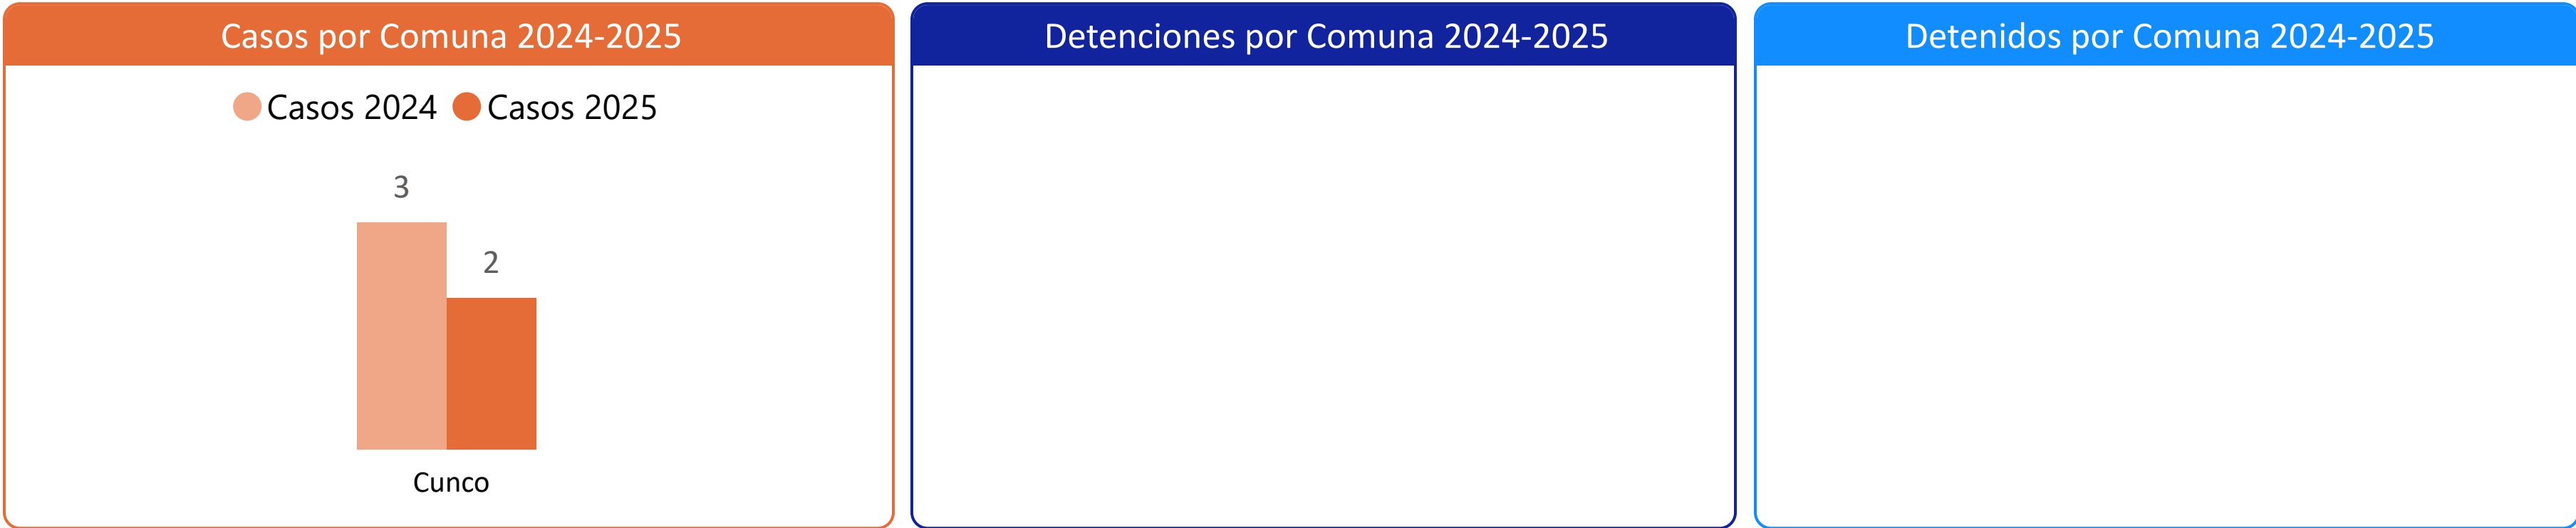 Casos por Comuna 2024-2025
Casos 2024 Casos 2025
3
2
Cunco
Detenciones por Comuna 2024-2025
Detenidos por Comuna 2024-2025